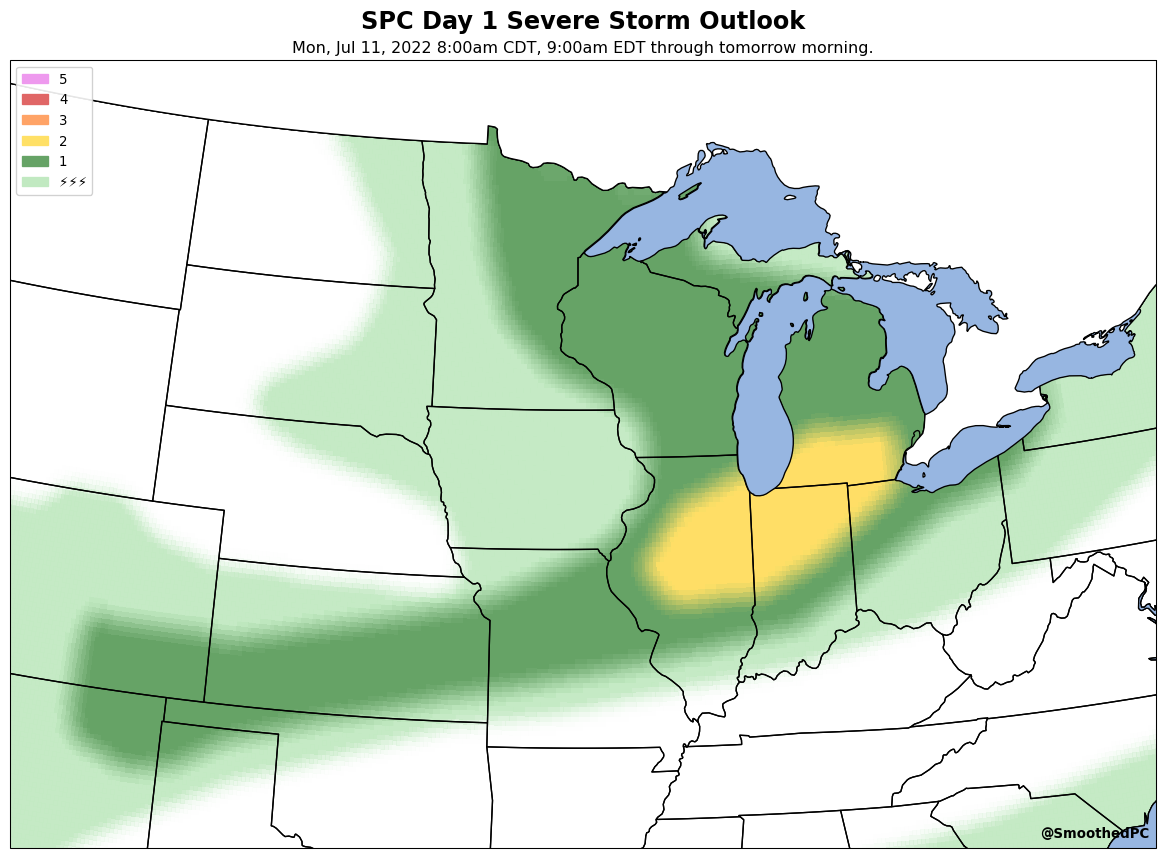 SPC Day 1 Severe Storm Outlook
Mon, Jul 11, 2022 8:00am CDT, 9:00am EDT through tomorrow morning.
5
4
3
2
1
⚡⚡⚡
@SmoothedPC